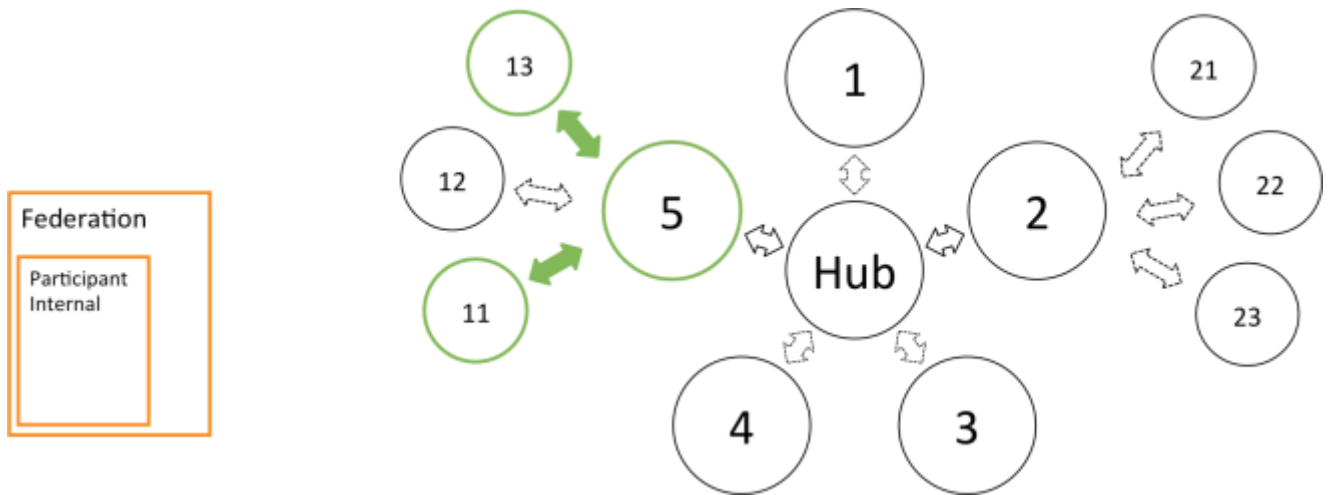 13
1
21
12
5
2
22
Federation
Participant
Internal
Hub
11
23
4
3